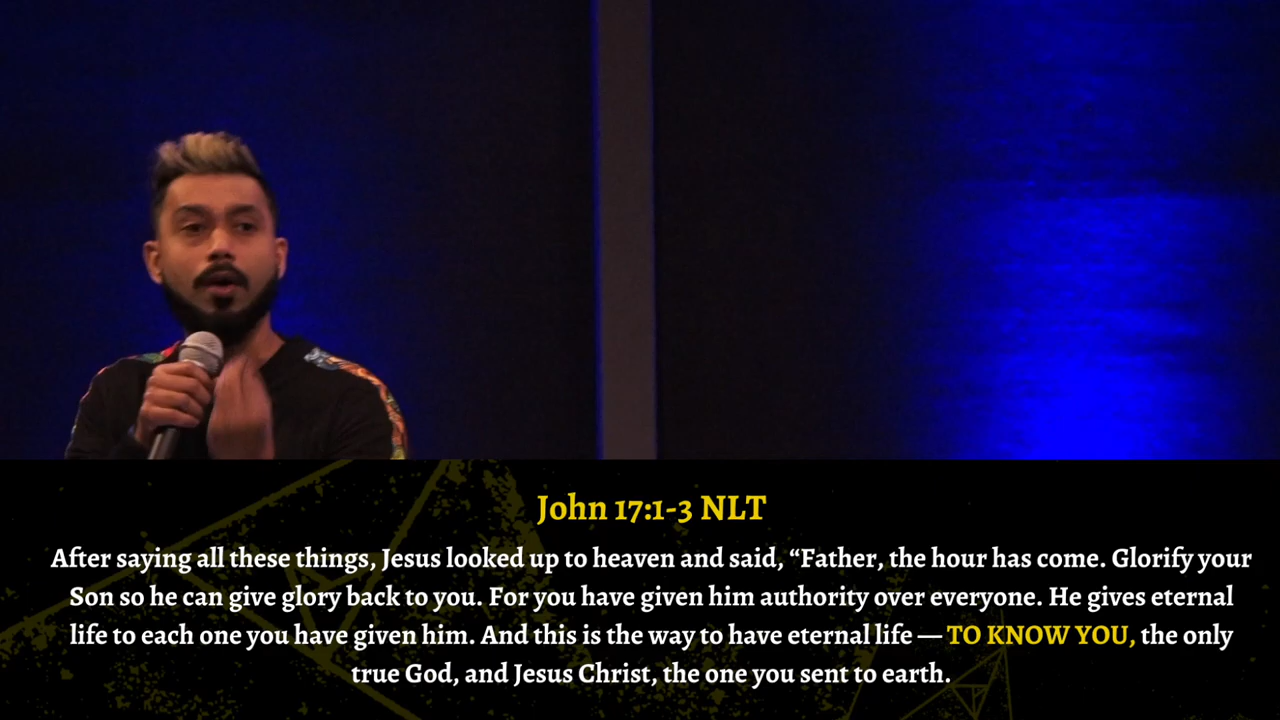 John 17:1-3 NLT
After saying all these things, Jesus looked up to heaven and said, “Father, the hour has come. Glorify your
Son so he can give glory back to you. For you have given him authority over everyone. He gives eternal
life to each one you have given him. And this is the way to have eternal life — TO KNOW YOU, the only
true God, and Jesus Christ, the one you sent to earth.